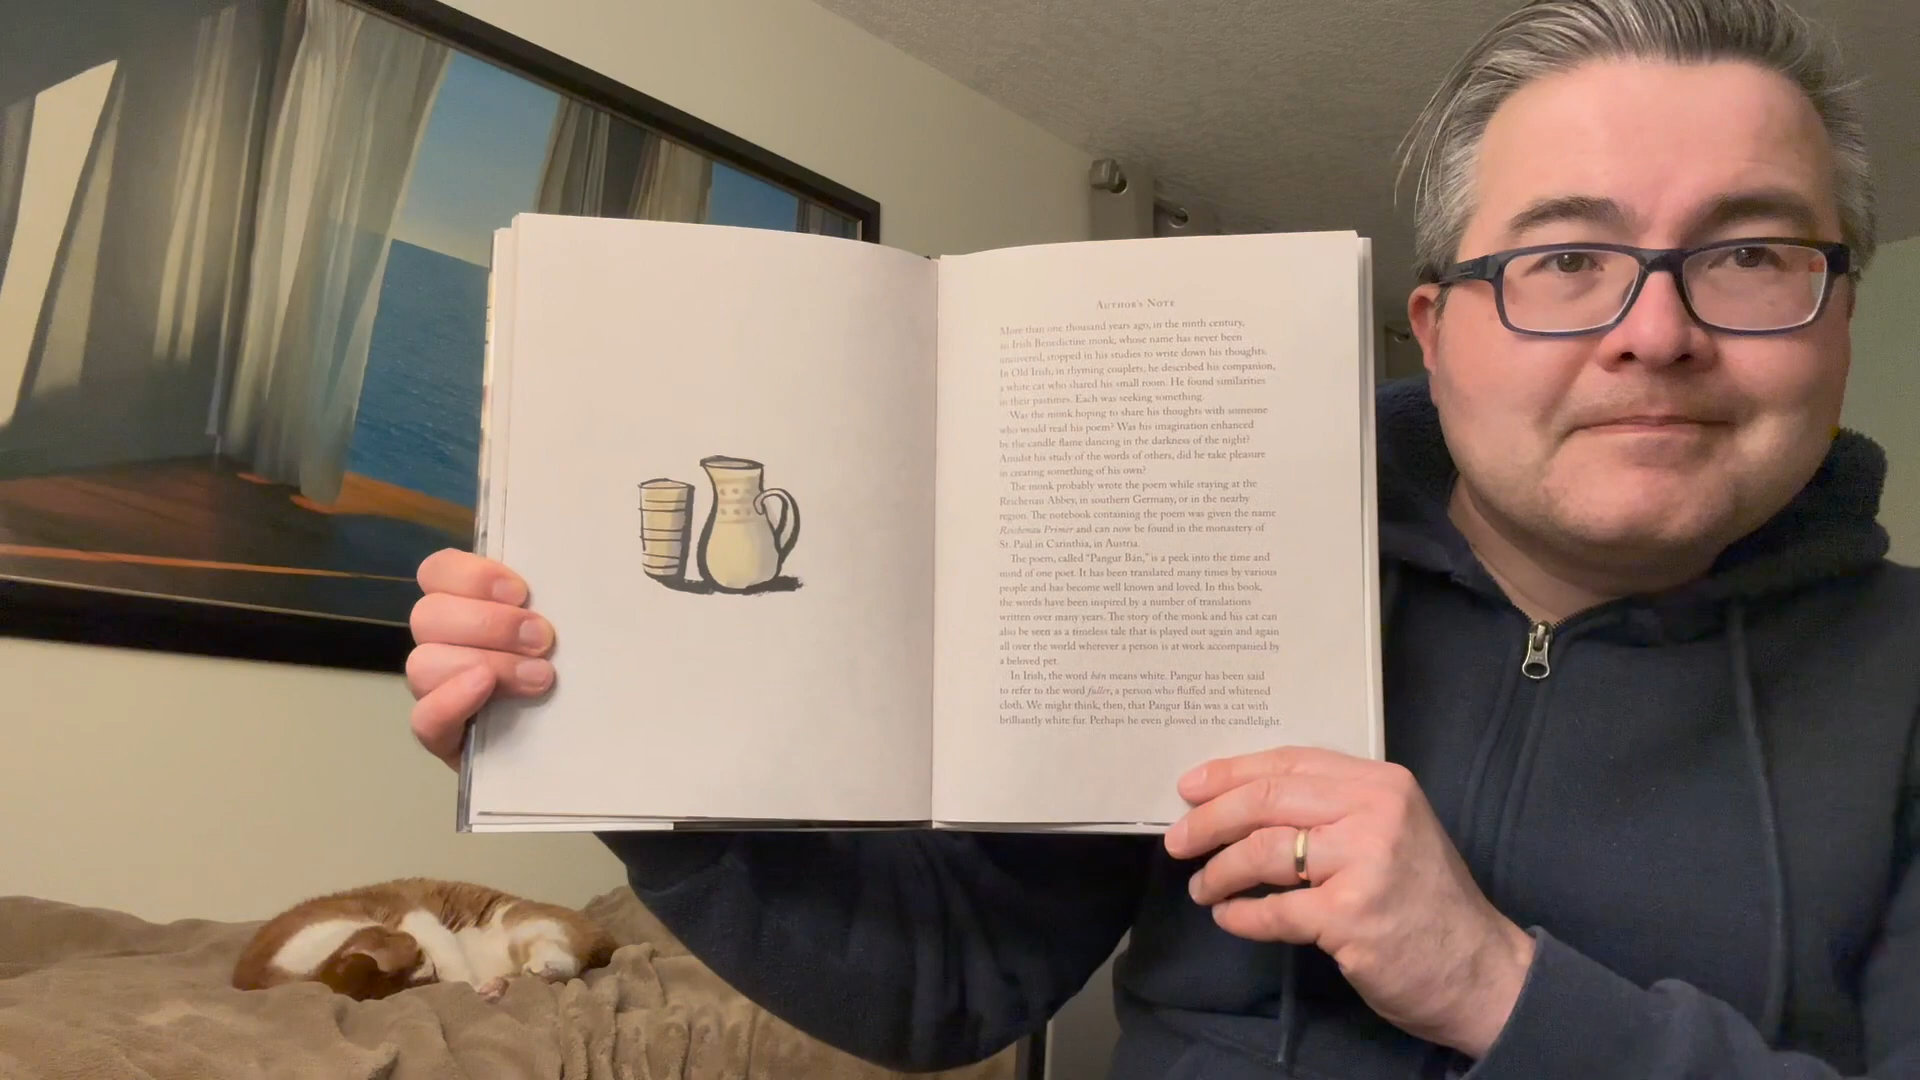 AUTHOR'S NOTE
More than one thousand years ago, in the ninth century,
an Irish Benedictine monk, whose name has never been
uncovered, stopped in his studies to write down his thoughts.
In Old Irish, in rhyming couplets, he described his companion,
a white cat who shared his small room. He found similarities
in their pastimes. Each was seeking something.
Was the monk hoping to share his thoughts with someone
who would read his poem? Was his imagination enhanced
by the candle flame dancing in the darkness of the night?
Amidst his study of the words of others, did he take pleasure
in creating something of his own?
The monk probably wrote the poem while staying at the
Reichenau Abbey, in southern Germany, or in the nearby
region. The notebook containing the poem was given the name
Reichenau Primer and can now be found in the monastery of
St. Paul in Carinthia, in Austria.
The poem, called "Pangur Bán," is a peek into the time and
mind of one poet. It has been translated many times by various
people and has become well known and loved. In this book,
the words have been inspired by a number of translations
written over many years. The story of the monk and his cat can
also be seen as a timeless tale that is played out again and again
all over the world wherever a person is at work accompanied by
a beloved pet.
In Irish, the word bán means white. Pangur has been said
to refer to the word fuller, a person who fluffed and whitened
cloth. We might think, then, that Pangur Bán was a cat with
brilliantly white fur. Perhaps he even glowed in the candlelight.